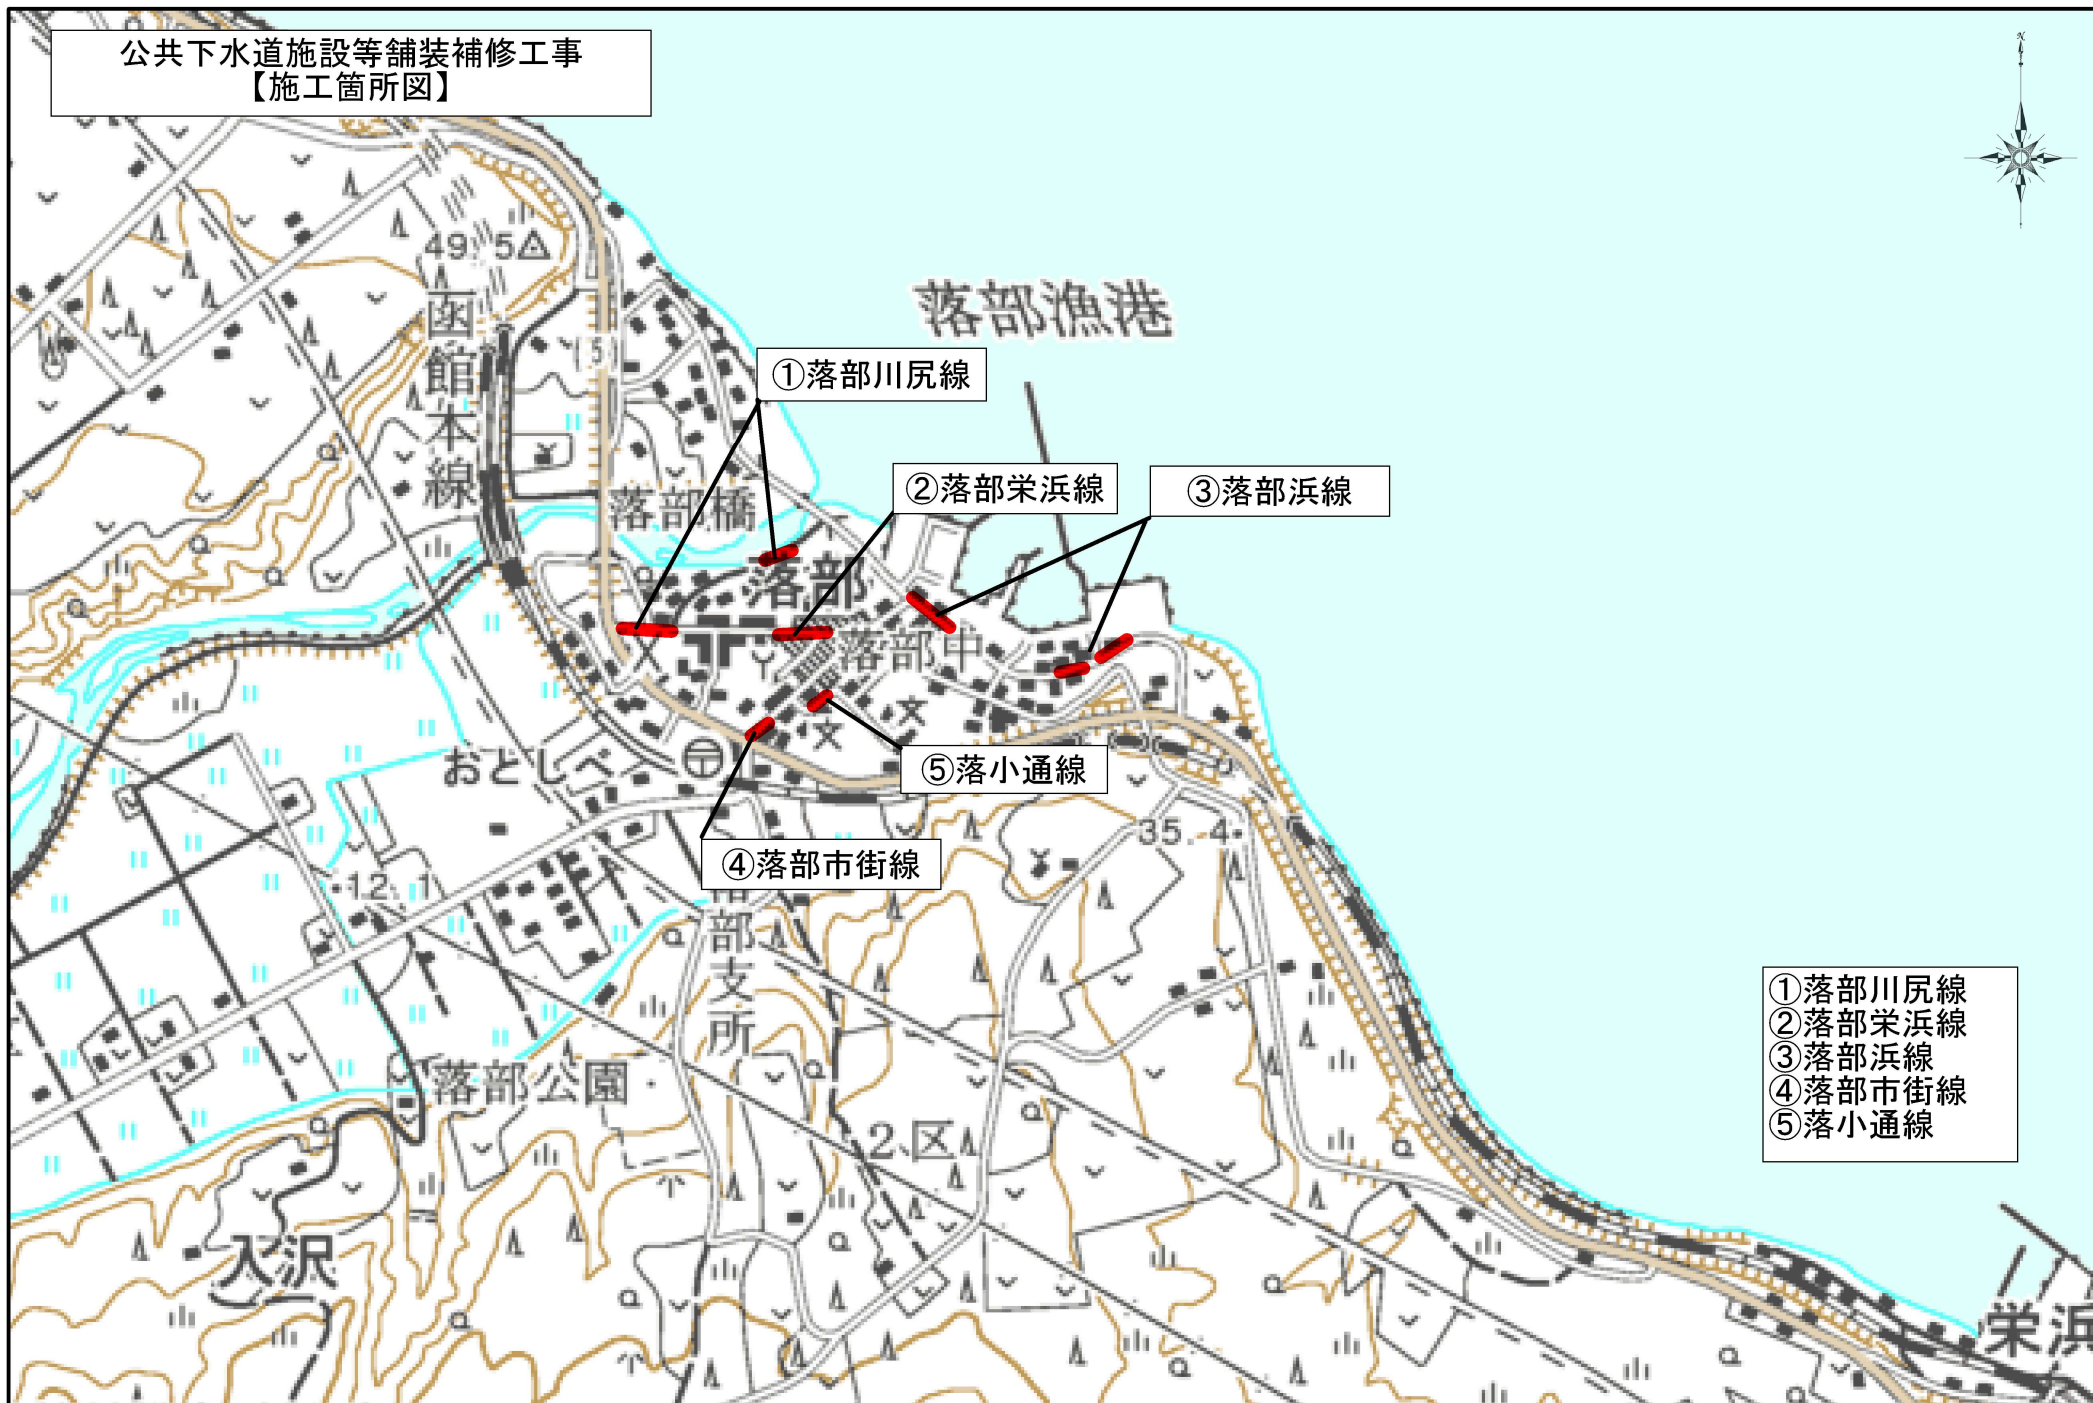 公共下水道施設等舗装補修工事
【施工箇所図】
N
49.5
函館本線
5
落部漁港
①落部川尻線
②落部栄浜線
③落部浜線
落部橋
落部
落部中
文
文
おとしべ
⑤落小通線
④落部市街線
35.4
12.1
落部支所
落部公園
2区
入沢
栄浜
①落部川尻線
②落部栄浜線
③落部浜線
④落部市街線
⑤落小通線